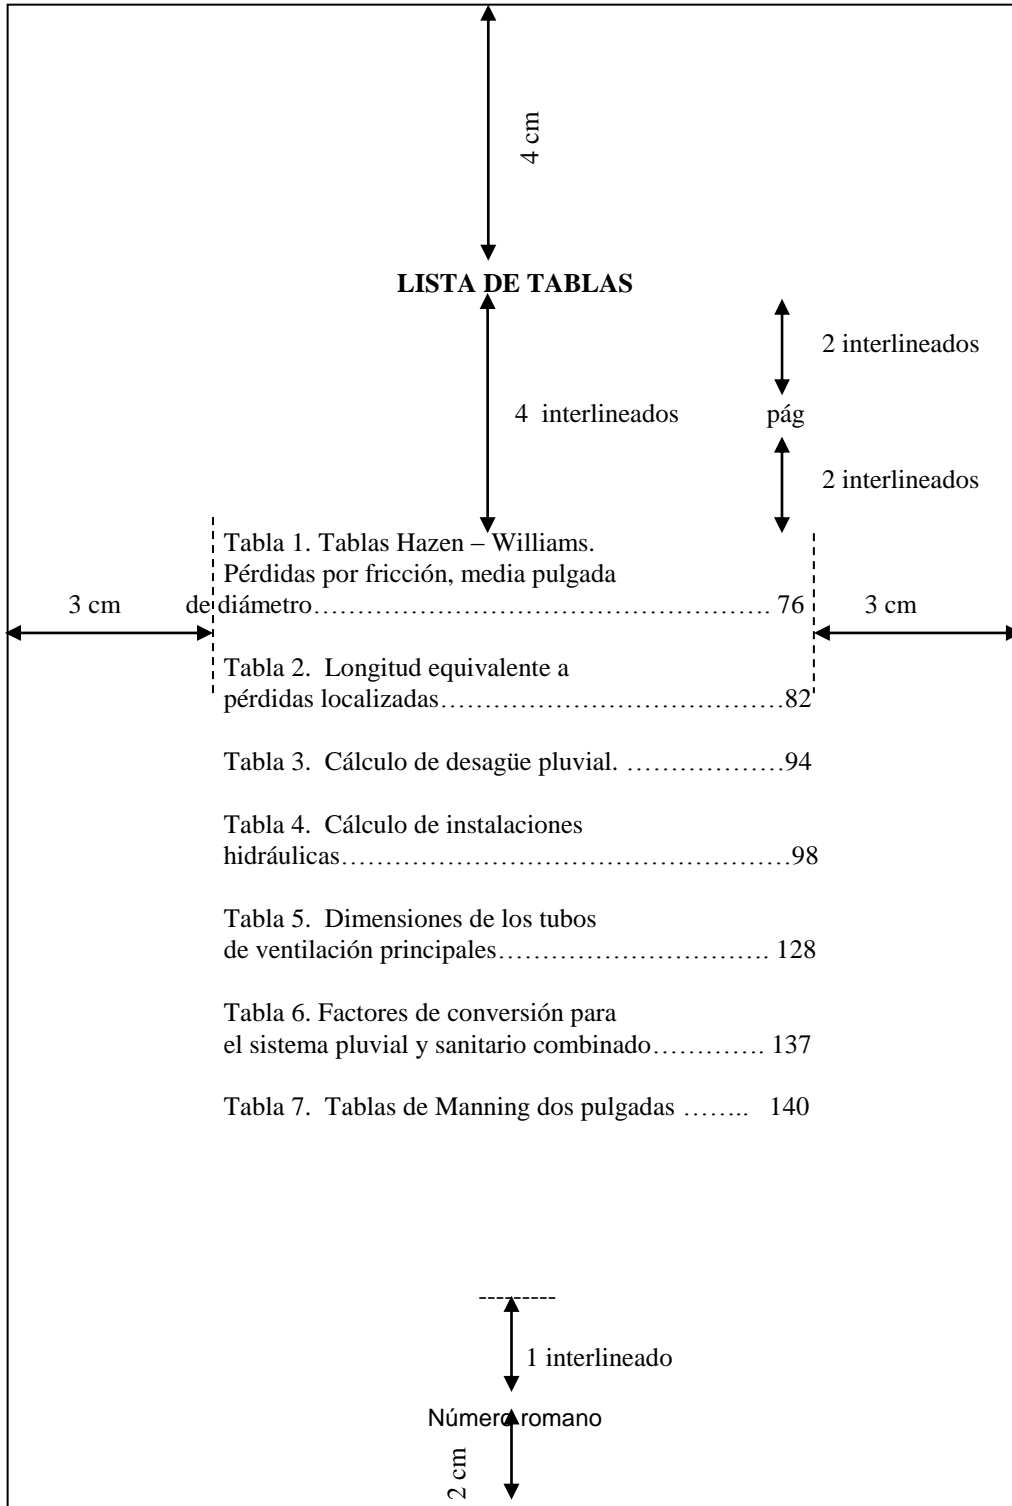 4 cm
LISTA DE TABLAS
2 interlineados
4  interlineados
pág
2 interlineados
Tabla 1. Tablas Hazen – Williams.
Pérdidas por fricción, media pulgada
3 cm
de diámetro……………………………………………. 76
3 cm
Tabla 2.  Longitud equivalente a
pérdidas localizadas…………………………………82
Tabla 3.  Cálculo de desagüe pluvial. ………………94
Tabla 4.  Cálculo de instalaciones
hidráulicas……………………………………………98
Tabla 5.  Dimensiones de los tubos
de ventilación principales…………………………. 128
Tabla 6. Factores de conversión para
el sistema pluvial y sanitario combinado…………. 137
Tabla 7.  Tablas de Manning dos pulgadas ……..   140
---------
1 interlineado
Número romano
2 cm